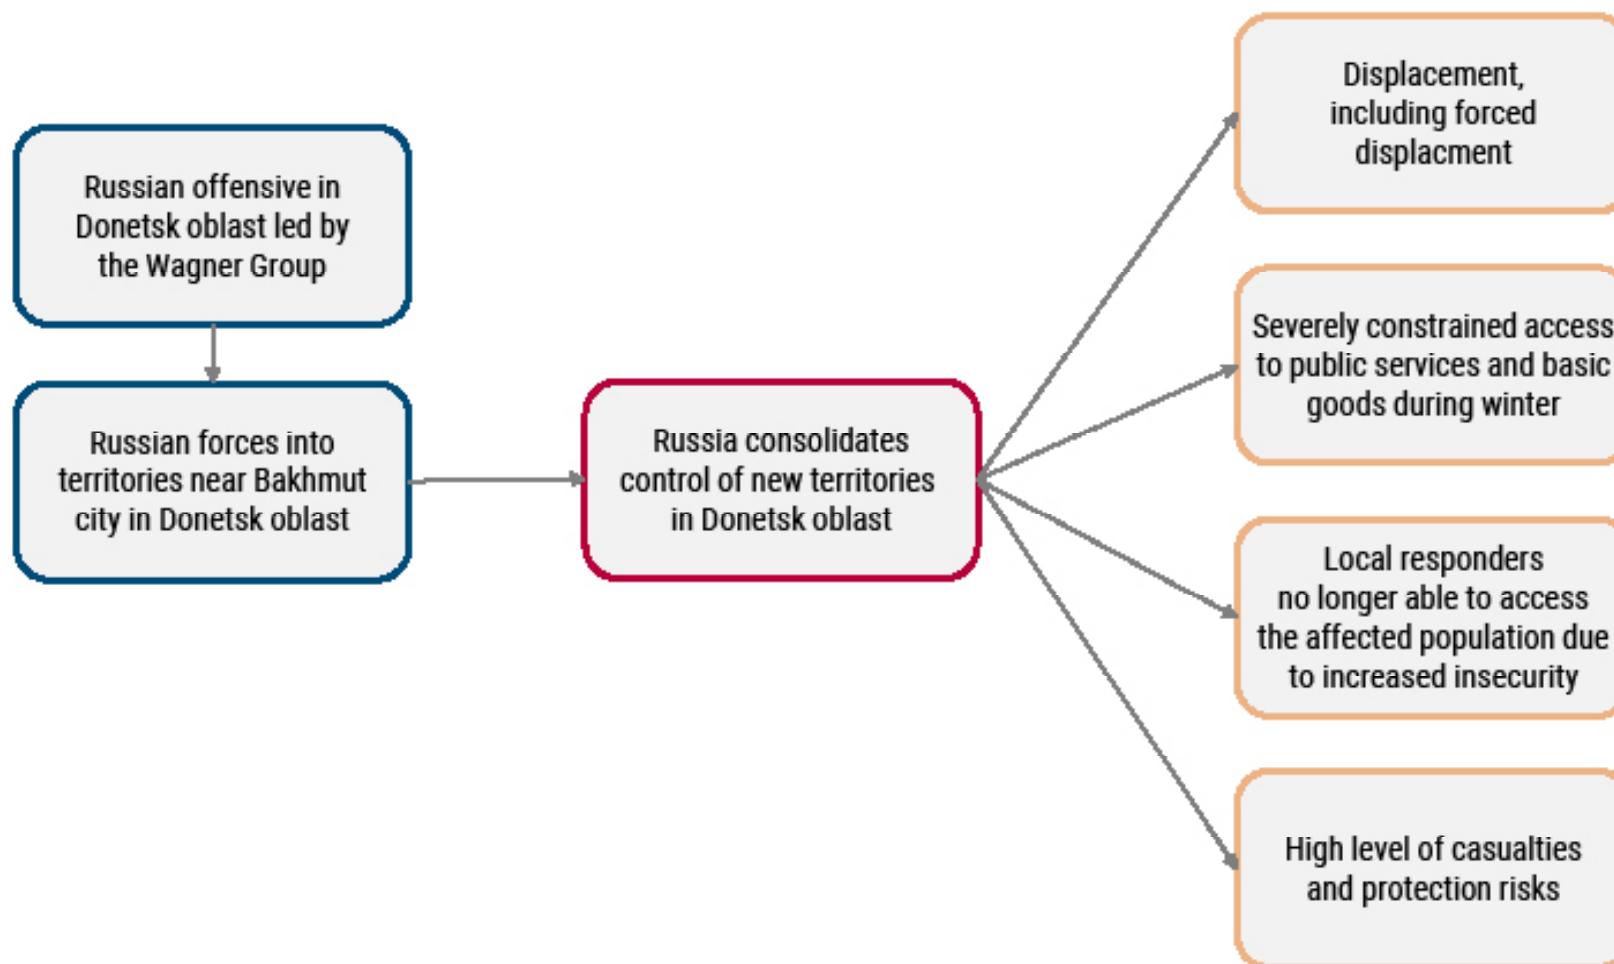 Russian offensive in
Donetsk oblast led by
the Wagner Group
Russian forces into
territories near Bakhmut
city in Donetsk oblast
Russia consolidates
control of new territories
in Donetsk oblast
Displacement,
including forced
displacment
Severely constrained access
to public services and basic
goods during winter
Local responders
no longer able to access
the affected population due
to increased insecurity
High level of casualties
and protection risks